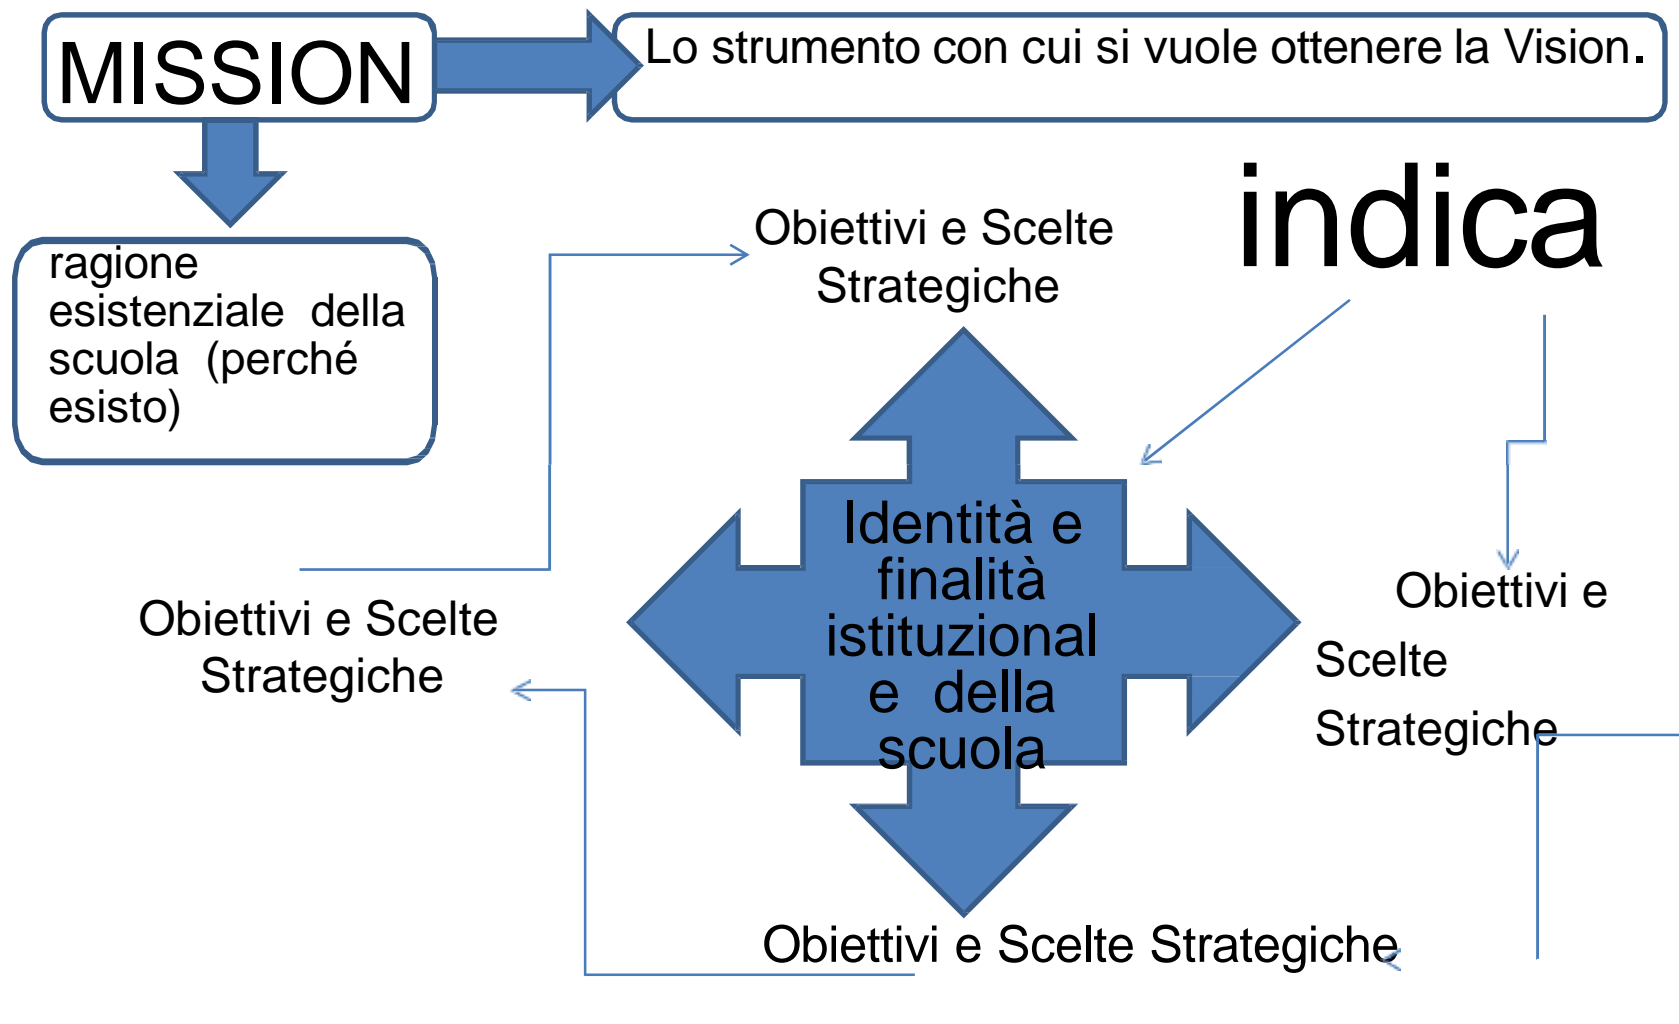 MISSION
Lo strumento con cui si vuole ottenere la Vision.
indica
Obiettivi e Scelte
Strategiche
ragione
esistenziale della
scuola (perché
esisto)
Identità e
finalità
istituzional
e della
scuola
Obiettivi e
Scelte
Strategiche
Obiettivi e Scelte
Strategiche
Obiettivi e Scelte Strategiche